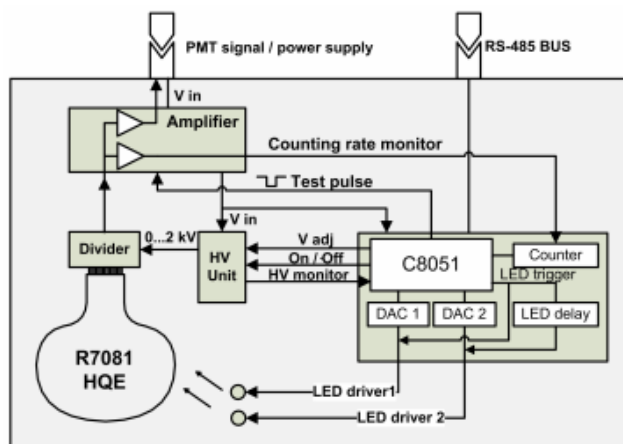 PMT signal / power supply
RS-485 BUS
V in
Amplifier
Counting rate monitor
Test pulse
V in
0...2 kV
Divider
HV
Unit
V adj
On / Off
HV monitor
C8051
Counter
LED trigger
DAC 1
DAC 2
LED delay
R7081
HQE
LED driver1
LED driver 2